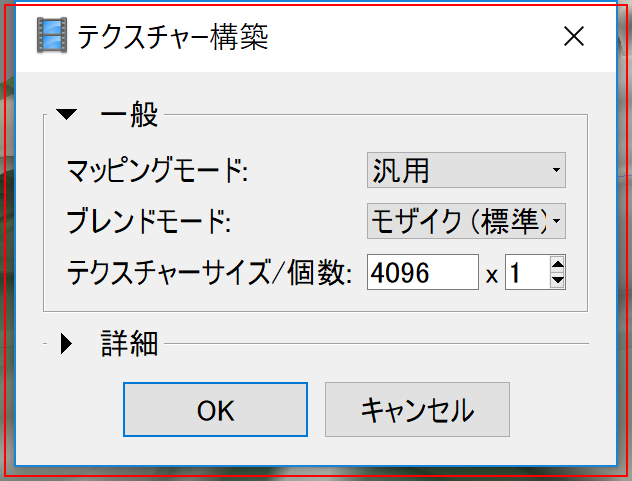 テクスチャー構築
一般
マッピングモード: 汎用
ブレンドモード: モザイク (標準)
テクスチャーサイズ/個数: 4096 x 1
詳細
OK キャンセル